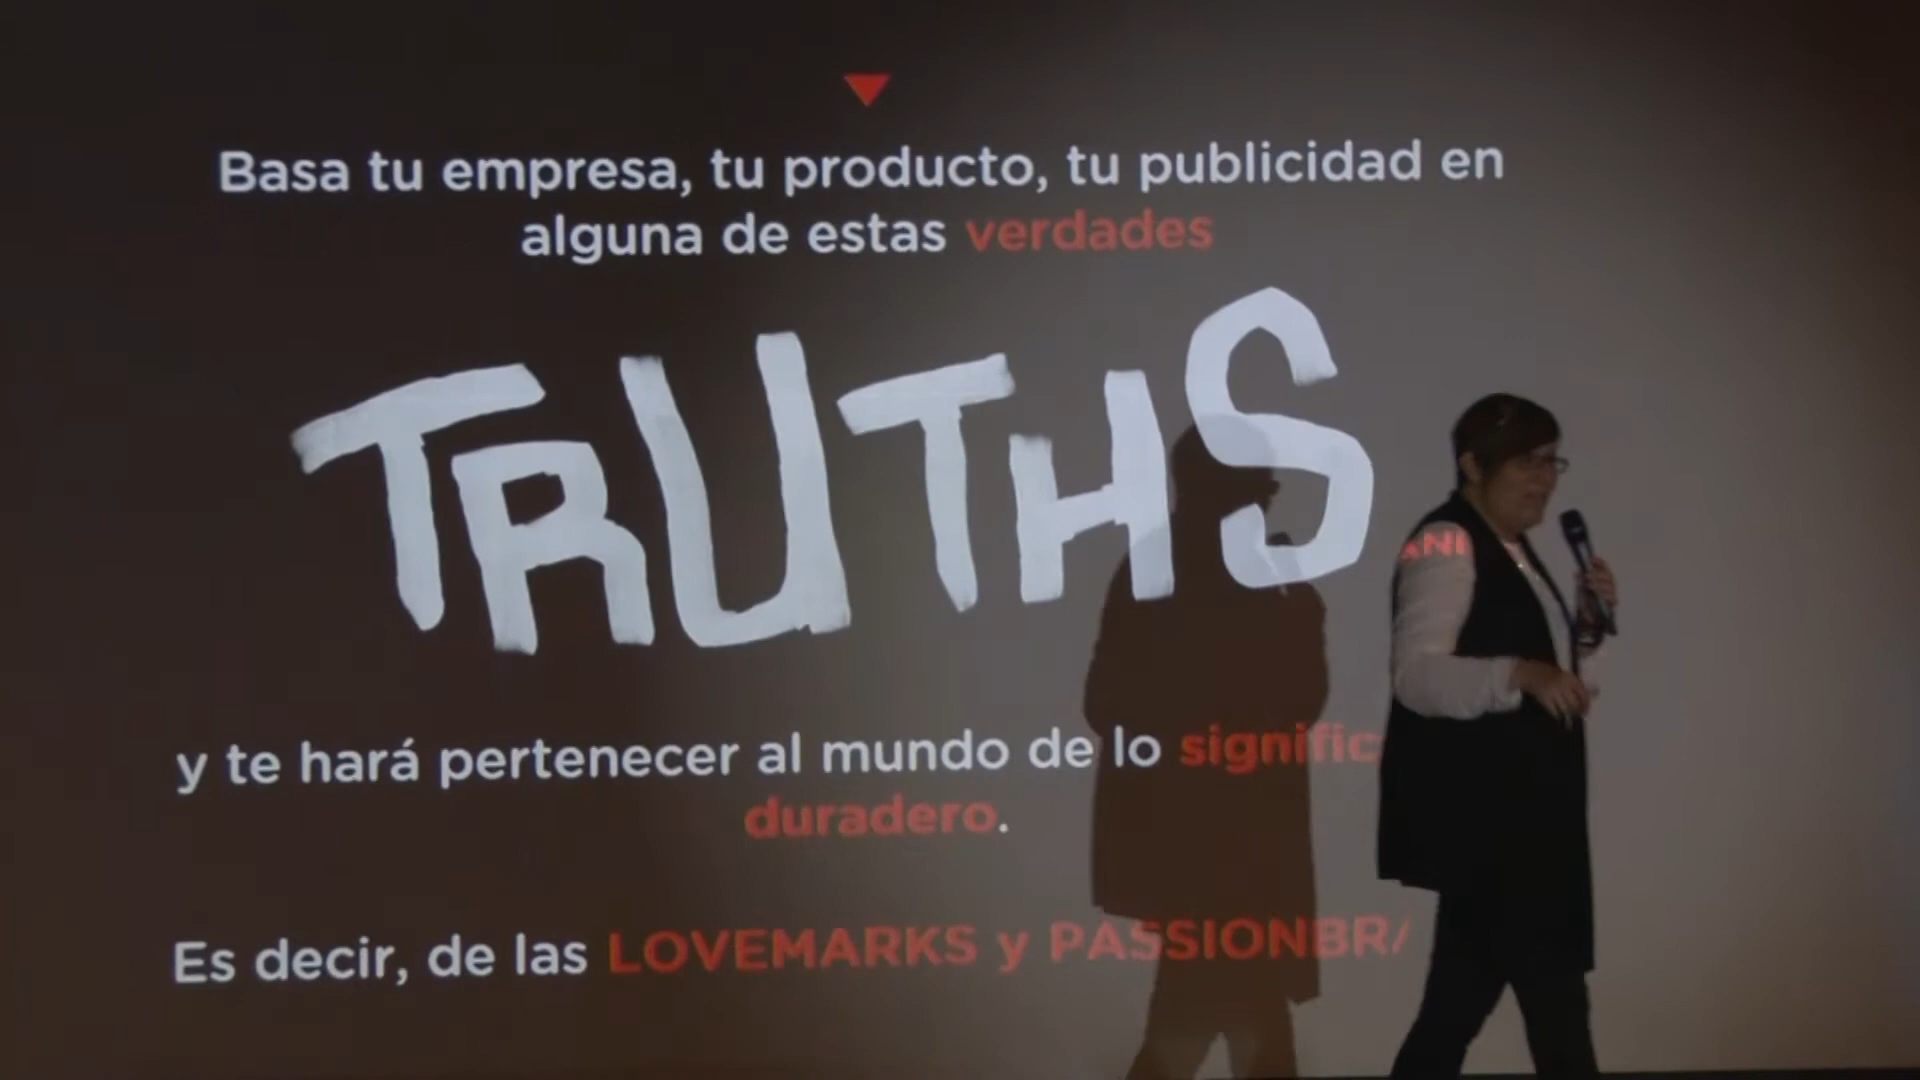 Basa tu empresa, tu producto, tu publicidad en
alguna de estas verdades
TRUTHS
y te hará pertenecer al mundo de lo
duradero.
Es decir, de las LOVEMARKS y